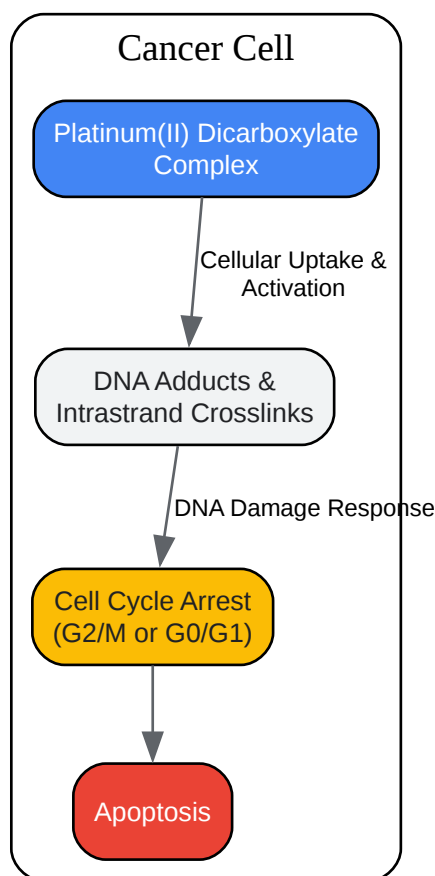 Cancer Cell
Platinum(II) Dicarboxylate
Complex
Cellular Uptake &
Activation
DNA Adducts &
Intrastrand Crosslinks
DNA Damage Response
Cell Cycle Arrest
(G2/M or G0/G1)
Apoptosis